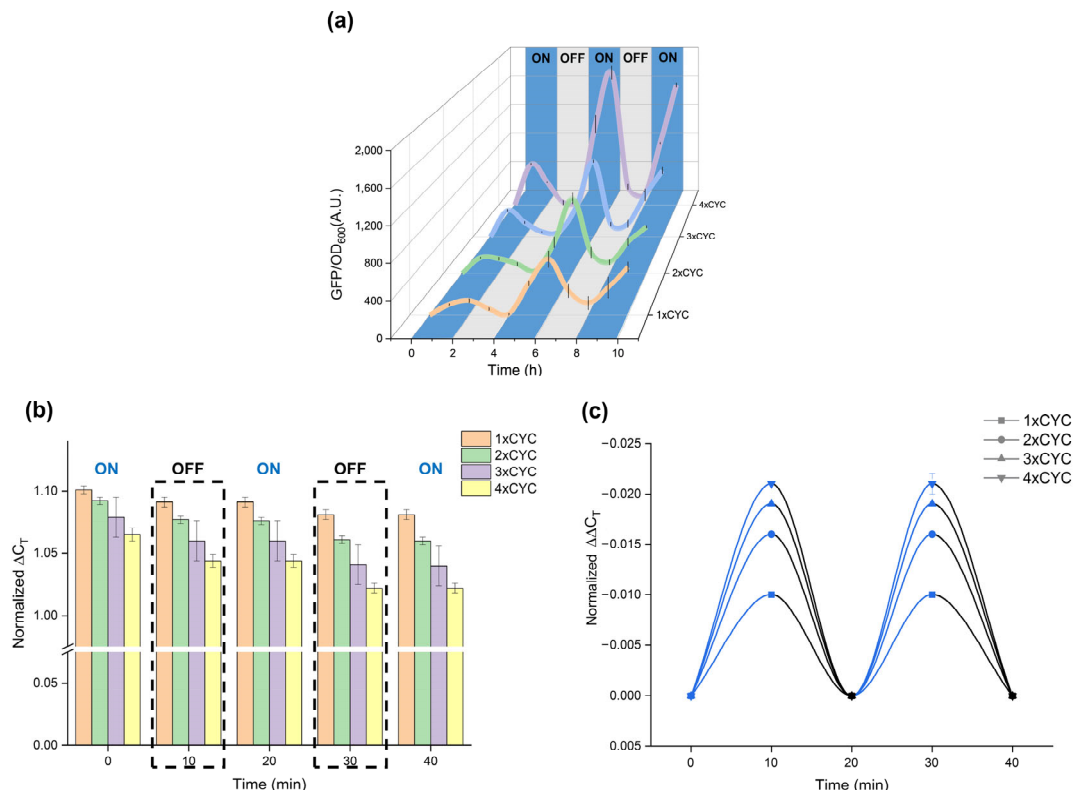 (a)
ON OFF ON OFF ON
2,000
1,600
1,200
800
400
0
GFP/OD600(A.U.)
4xCYC
3xCYC
2xCYC
1xCYC
0 2 4 6 8 10
Time (h)
(b)
1xCYC
2xCYC
3xCYC
4xCYC
ON OFF ON OFF ON
1.10
1.05
1.00
0.05
0.00
Normalized ΔCT
0 10 20 30 40
Time (min)
(c)
1xCYC
2xCYC
3xCYC
4xCYC
−0.025
−0.020
−0.015
−0.010
−0.005
0.000
0.005
Normalized ΔΔCT
0 10 20 30 40
Time (min)